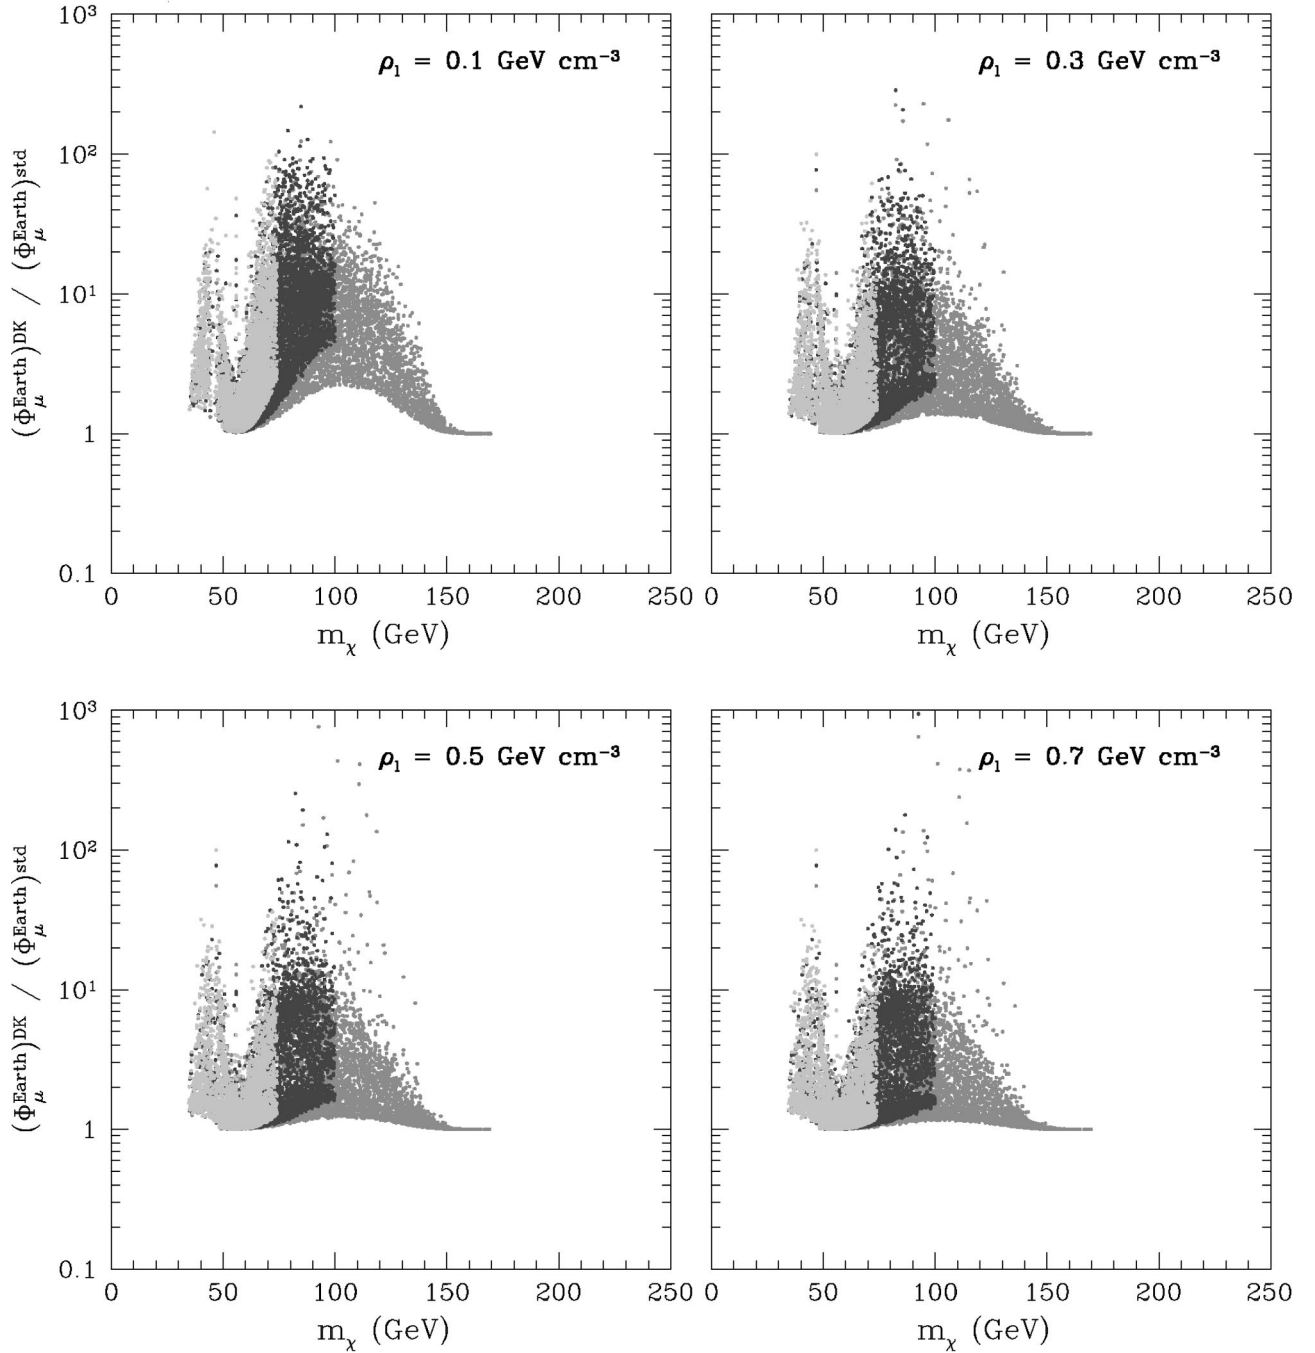 10³
10²
10¹
1
0.1
(Φ_μ^Earth)^DK / (Φ_μ^Earth)^std
ρ₁ = 0.1 GeV cm⁻³
0 50 100 150 200 250
m_χ (GeV)
ρ₁ = 0.3 GeV cm⁻³
0 50 100 150 200 250
m_χ (GeV)
10³
10²
10¹
1
0.1
(Φ_μ^Earth)^DK / (Φ_μ^Earth)^std
ρ₁ = 0.5 GeV cm⁻³
0 50 100 150 200 250
m_χ (GeV)
ρ₁ = 0.7 GeV cm⁻³
0 50 100 150 200 250
m_χ (GeV)